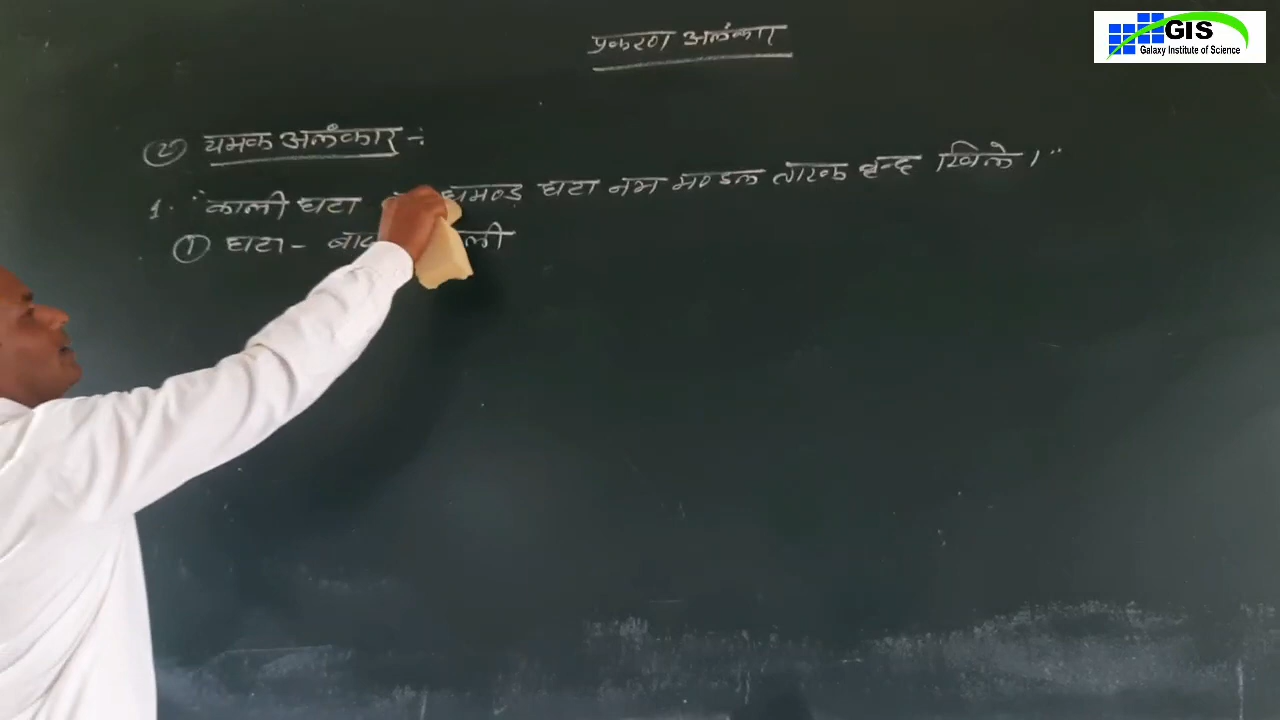 GIS
Galaxy Institute of Science
प्रकरण अलंकार
② यमक अलंकार -:
1. "काली घटा घमण्ड घटा नभ मण्डल तारक वृन्द खिले।"
① घटा -